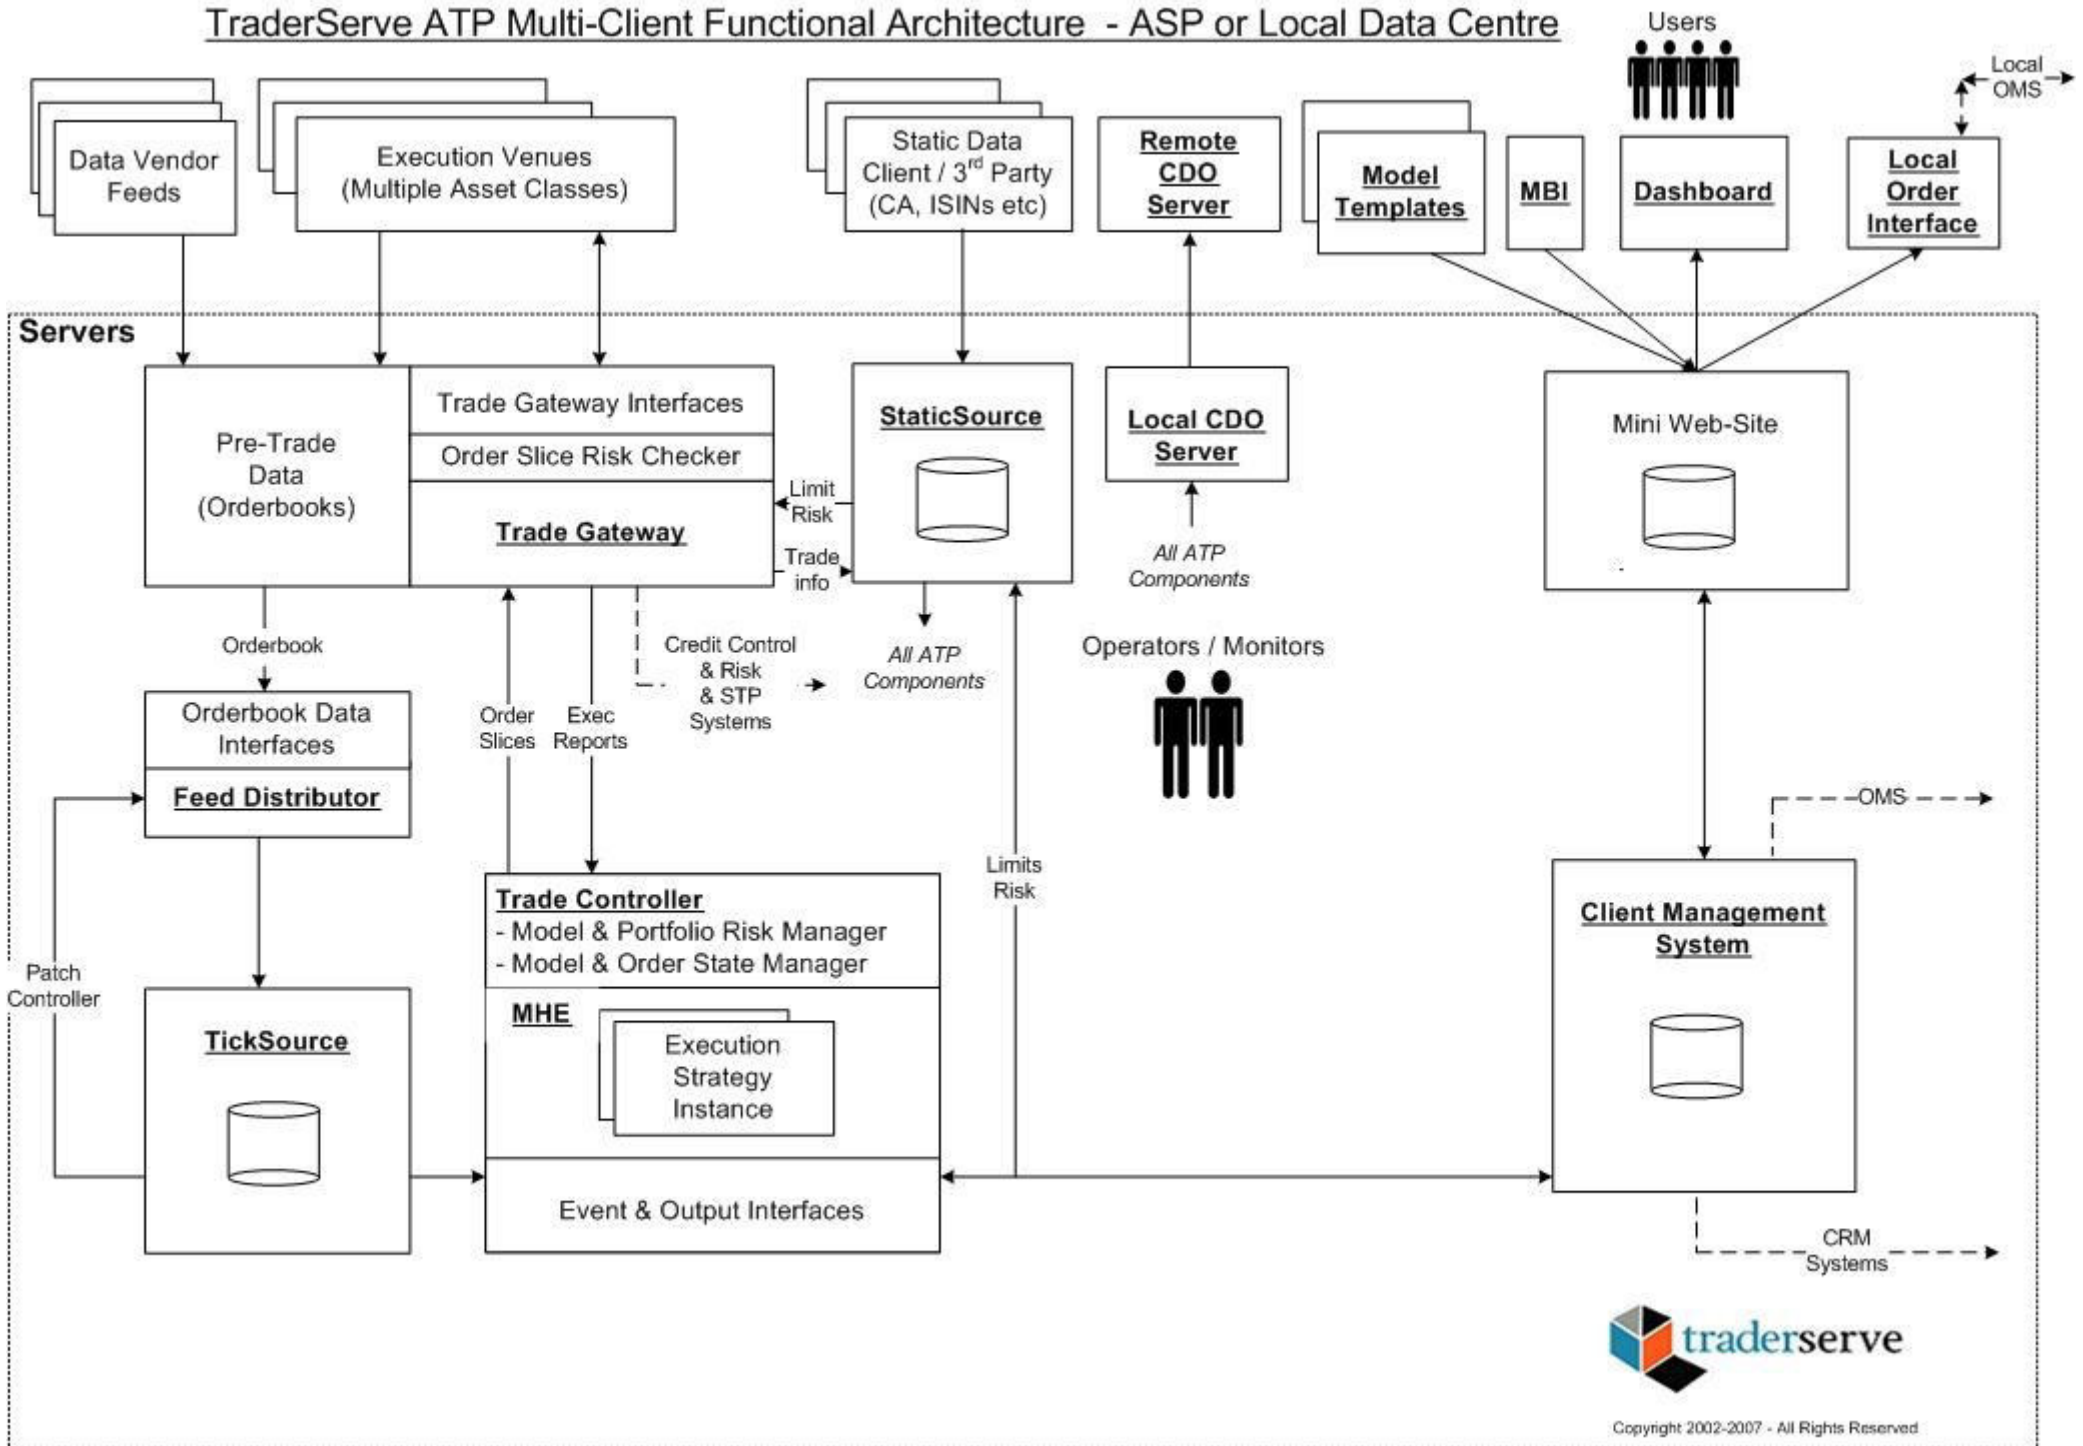 TraderServe ATP Multi-Client Functional Architecture - ASP or Local Data Centre
Users
Local
OMS
Data Vendor
Feeds
Execution Venues
(Multiple Asset Classes)
Static Data
Client / 3rd Party
(CA, ISINs etc)
Remote
CDO
Server
Model
Templates
MBI
Dashboard
Local
Order
Interface
Servers
Pre-Trade
Data
(Orderbooks)
Trade Gateway Interfaces
Order Slice Risk Checker
Trade Gateway
Limit
Risk
Trade
info
StaticSource
Local CDO
Server
All ATP
Components
Mini Web-Site
Orderbook
Credit Control
& Risk
& STP
Systems
All ATP
Components
Operators / Monitors
Orderbook Data
Interfaces
Feed Distributor
Order
Slices
Exec
Reports
OMS
Limits
Risk
Trade Controller
- Model & Portfolio Risk Manager
- Model & Order State Manager
Client Management
System
Patch
Controller
TickSource
MHE
Execution
Strategy
Instance
Event & Output Interfaces
CRM
Systems
traderserve
Copyright 2002-2007 - All Rights Reserved